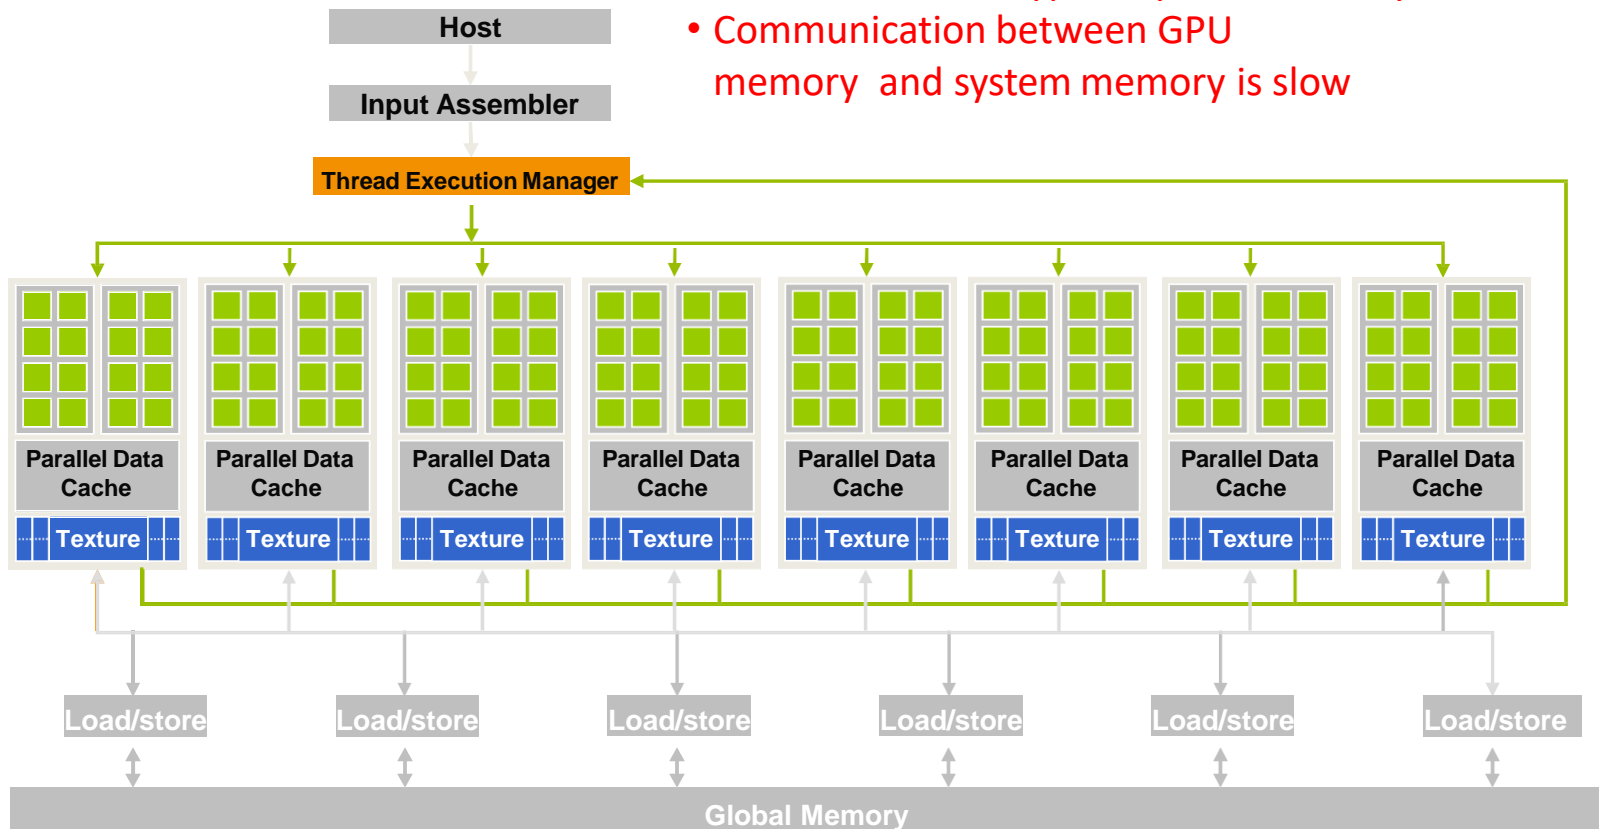 Host
• Communication between GPU
memory and system memory is slow
Input Assembler
Thread Execution Manager
Parallel Data
Cache
Parallel Data
Cache
Parallel Data
Cache
Parallel Data
Cache
Parallel Data
Cache
Parallel Data
Cache
Parallel Data
Cache
Parallel Data
Cache
Texture
Texture
Texture
Texture
Texture
Texture
Texture
Texture
Load/store
Load/store
Load/store
Load/store
Load/store
Load/store
Global Memory